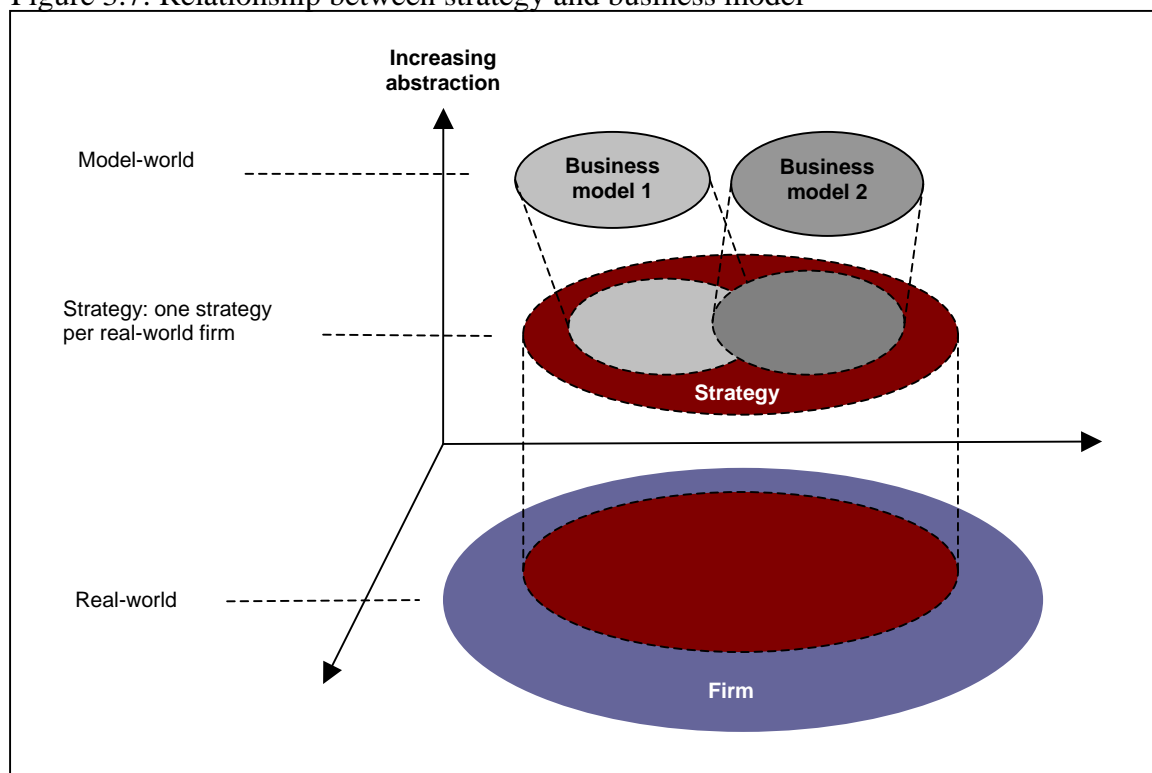 Figure 3.7: Relationship between strategy and business model
Increasing
abstraction
Model-world
Business
model 1
Business
model 2
Strategy: one strategy
per real-world firm
Strategy
Real-world
Firm